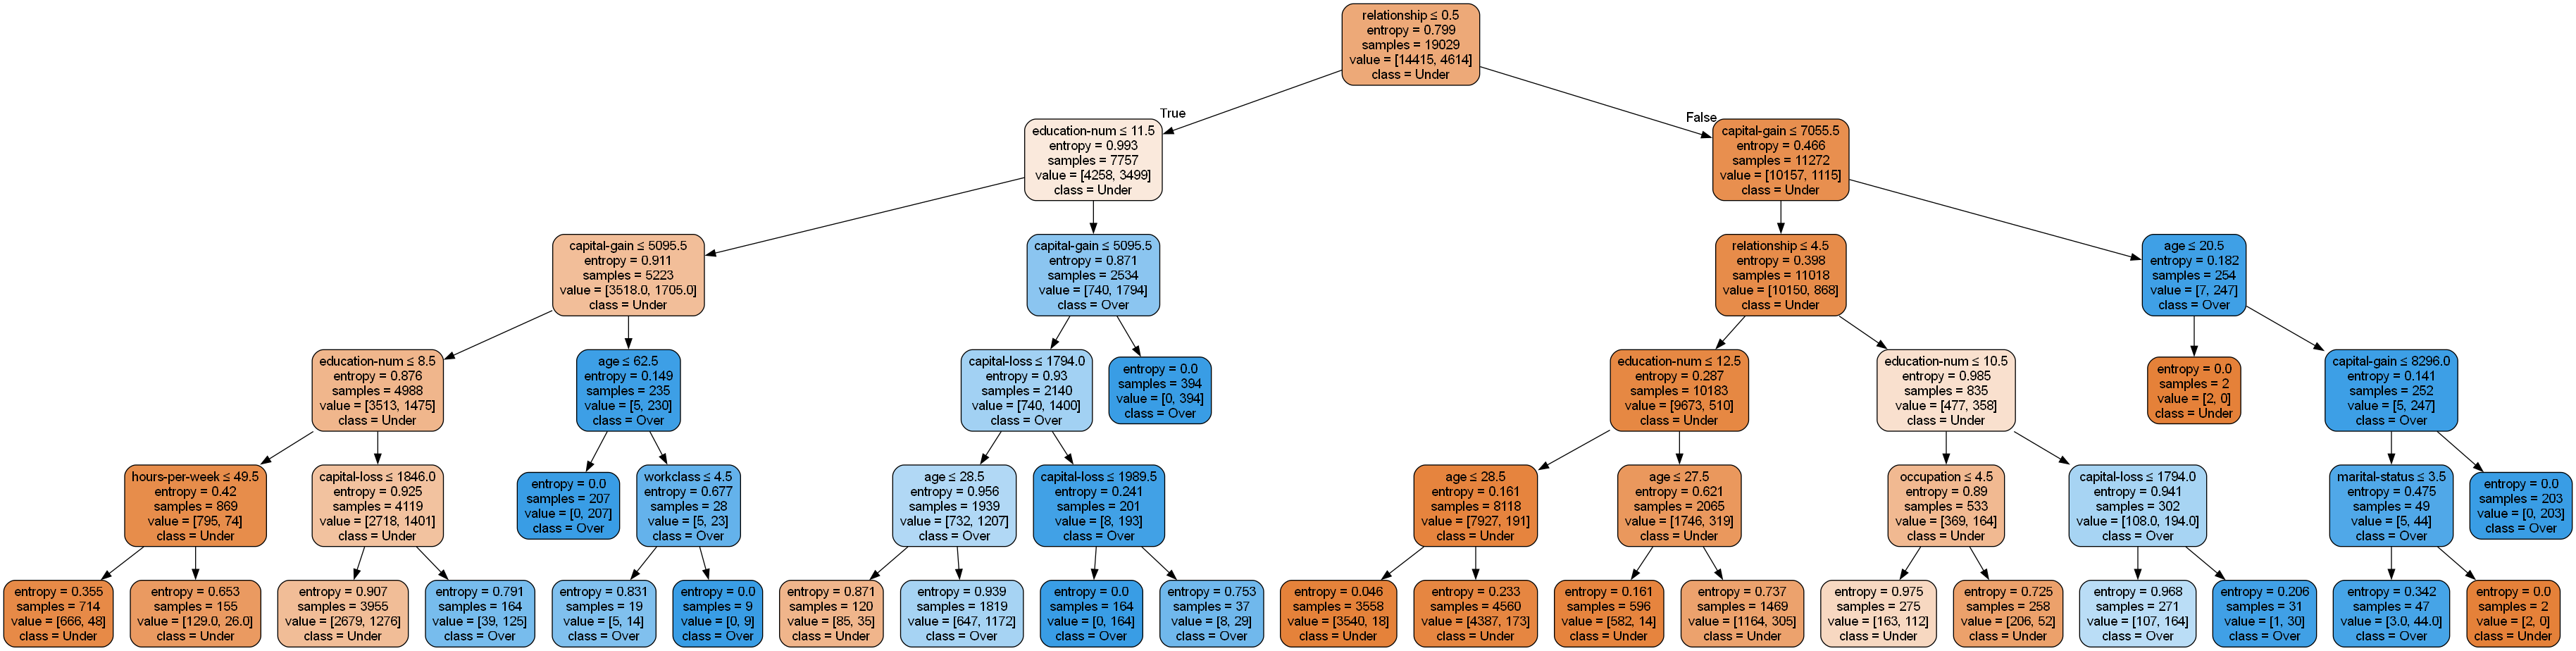 relationship ≤ 0.5
entropy = 0.799
samples = 19029
value = [14415, 4614]
class = Under
True
False
education-num ≤ 11.5
entropy = 0.993
samples = 7757
value = [4258, 3499]
class = Under
capital-gain ≤ 7055.5
entropy = 0.466
samples = 11272
value = [10157, 1115]
class = Under
capital-gain ≤ 5095.5
entropy = 0.911
samples = 5223
value = [3518.0, 1705.0]
class = Under
capital-gain ≤ 5095.5
entropy = 0.871
samples = 2534
value = [740, 1794]
class = Over
relationship ≤ 4.5
entropy = 0.398
samples = 11018
value = [10150, 868]
class = Under
age ≤ 20.5
entropy = 0.182
samples = 254
value = [7, 247]
class = Over
education-num ≤ 8.5
entropy = 0.876
samples = 4988
value = [3513, 1475]
class = Under
age ≤ 62.5
entropy = 0.149
samples = 235
value = [5, 230]
class = Over
capital-loss ≤ 1794.0
entropy = 0.93
samples = 2140
value = [740, 1400]
class = Over
entropy = 0.0
samples = 394
value = [0, 394]
class = Over
education-num ≤ 12.5
entropy = 0.287
samples = 10183
value = [9673, 510]
class = Under
education-num ≤ 10.5
entropy = 0.985
samples = 835
value = [477, 358]
class = Under
entropy = 0.0
samples = 2
value = [2, 0]
class = Under
capital-gain ≤ 8296.0
entropy = 0.141
samples = 252
value = [5, 247]
class = Over
hours-per-week ≤ 49.5
entropy = 0.42
samples = 869
value = [795, 74]
class = Under
capital-loss ≤ 1846.0
entropy = 0.925
samples = 4119
value = [2718, 1401]
class = Under
entropy = 0.0
samples = 207
value = [0, 207]
class = Over
workclass ≤ 4.5
entropy = 0.677
samples = 28
value = [5, 23]
class = Over
age ≤ 28.5
entropy = 0.956
samples = 1939
value = [732, 1207]
class = Over
capital-loss ≤ 1989.5
entropy = 0.241
samples = 201
value = [8, 193]
class = Over
age ≤ 28.5
entropy = 0.161
samples = 8118
value = [7927, 191]
class = Under
age ≤ 27.5
entropy = 0.621
samples = 2065
value = [1746, 319]
class = Under
occupation ≤ 4.5
entropy = 0.89
samples = 533
value = [369, 164]
class = Under
capital-loss ≤ 1794.0
entropy = 0.941
samples = 302
value = [108.0, 194.0]
class = Over
marital-status ≤ 3.5
entropy = 0.475
samples = 49
value = [5, 44]
class = Over
entropy = 0.0
samples = 203
value = [0, 203]
class = Over
entropy = 0.355
samples = 714
value = [666, 48]
class = Under
entropy = 0.653
samples = 155
value = [129.0, 26.0]
class = Under
entropy = 0.907
samples = 3955
value = [2679, 1276]
class = Under
entropy = 0.791
samples = 164
value = [39, 125]
class = Over
entropy = 0.831
samples = 19
value = [5, 14]
class = Over
entropy = 0.0
samples = 9
value = [0, 9]
class = Over
entropy = 0.871
samples = 120
value = [85, 35]
class = Under
entropy = 0.939
samples = 1819
value = [647, 1172]
class = Over
entropy = 0.0
samples = 164
value = [0, 164]
class = Over
entropy = 0.753
samples = 37
value = [8, 29]
class = Over
entropy = 0.046
samples = 3558
value = [3540, 18]
class = Under
entropy = 0.233
samples = 4560
value = [4387, 173]
class = Under
entropy = 0.161
samples = 596
value = [582, 14]
class = Under
entropy = 0.737
samples = 1469
value = [1164, 305]
class = Under
entropy = 0.975
samples = 275
value = [163, 112]
class = Under
entropy = 0.725
samples = 258
value = [206, 52]
class = Under
entropy = 0.968
samples = 271
value = [107, 164]
class = Over
entropy = 0.206
samples = 31
value = [1, 30]
class = Over
entropy = 0.342
samples = 47
value = [3.0, 44.0]
class = Over
entropy = 0.0
samples = 2
value = [2, 0]
class = Under